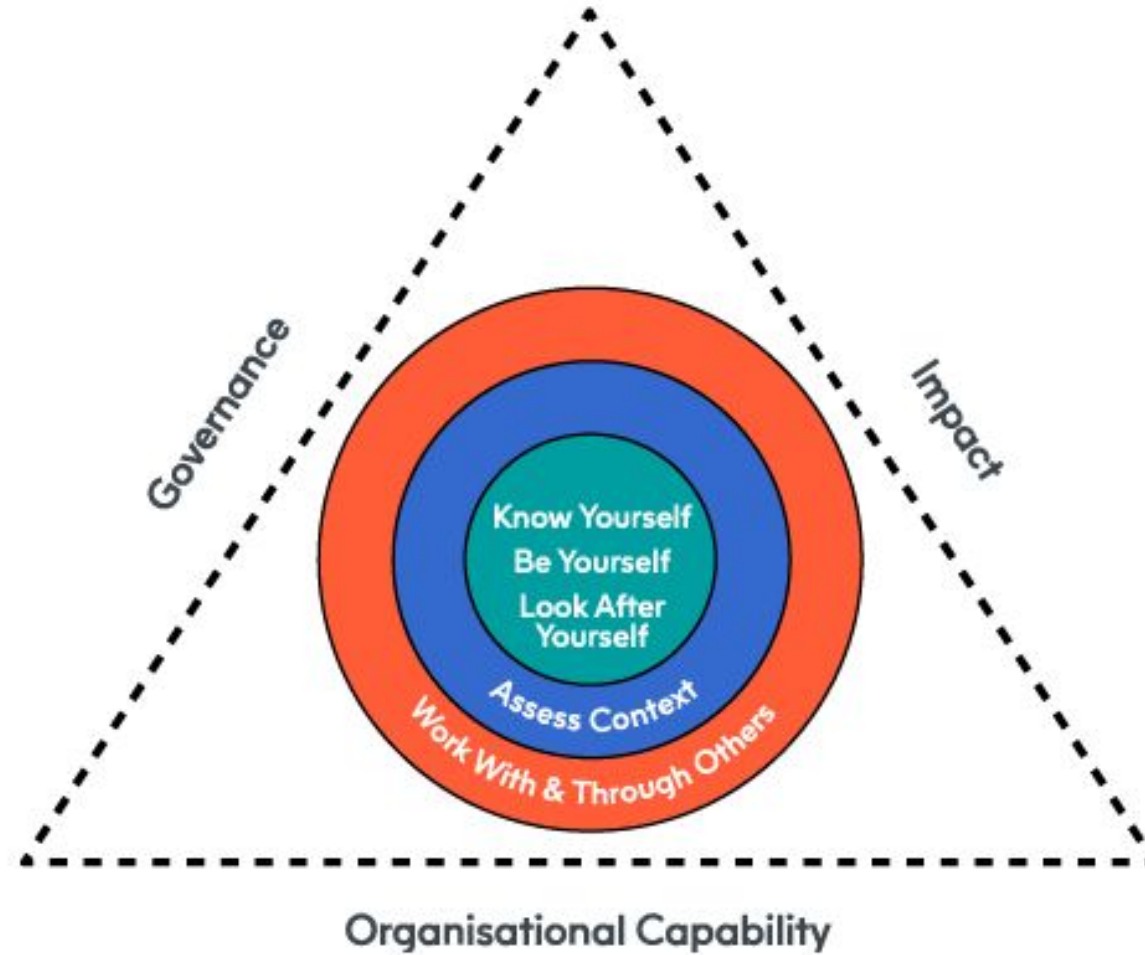 Governance
Impact
Know Yourself
Be Yourself
Look After
Yourself
Assess Context
Work With & Through Others
Organisational Capability